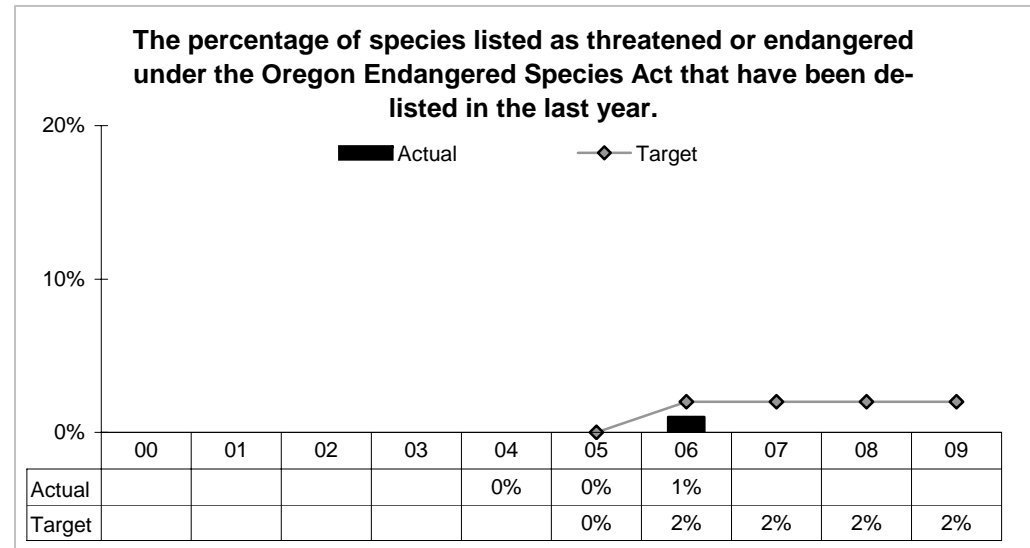 The percentage of species listed as threatened or endangered
under the Oregon Endangered Species Act that have been de-
listed in the last year.
20%
Actual Target
10%
0%
00 01 02 03 04 05 06 07 08 09
Actual 0% 0% 1%
Target 0% 2% 2% 2% 2%